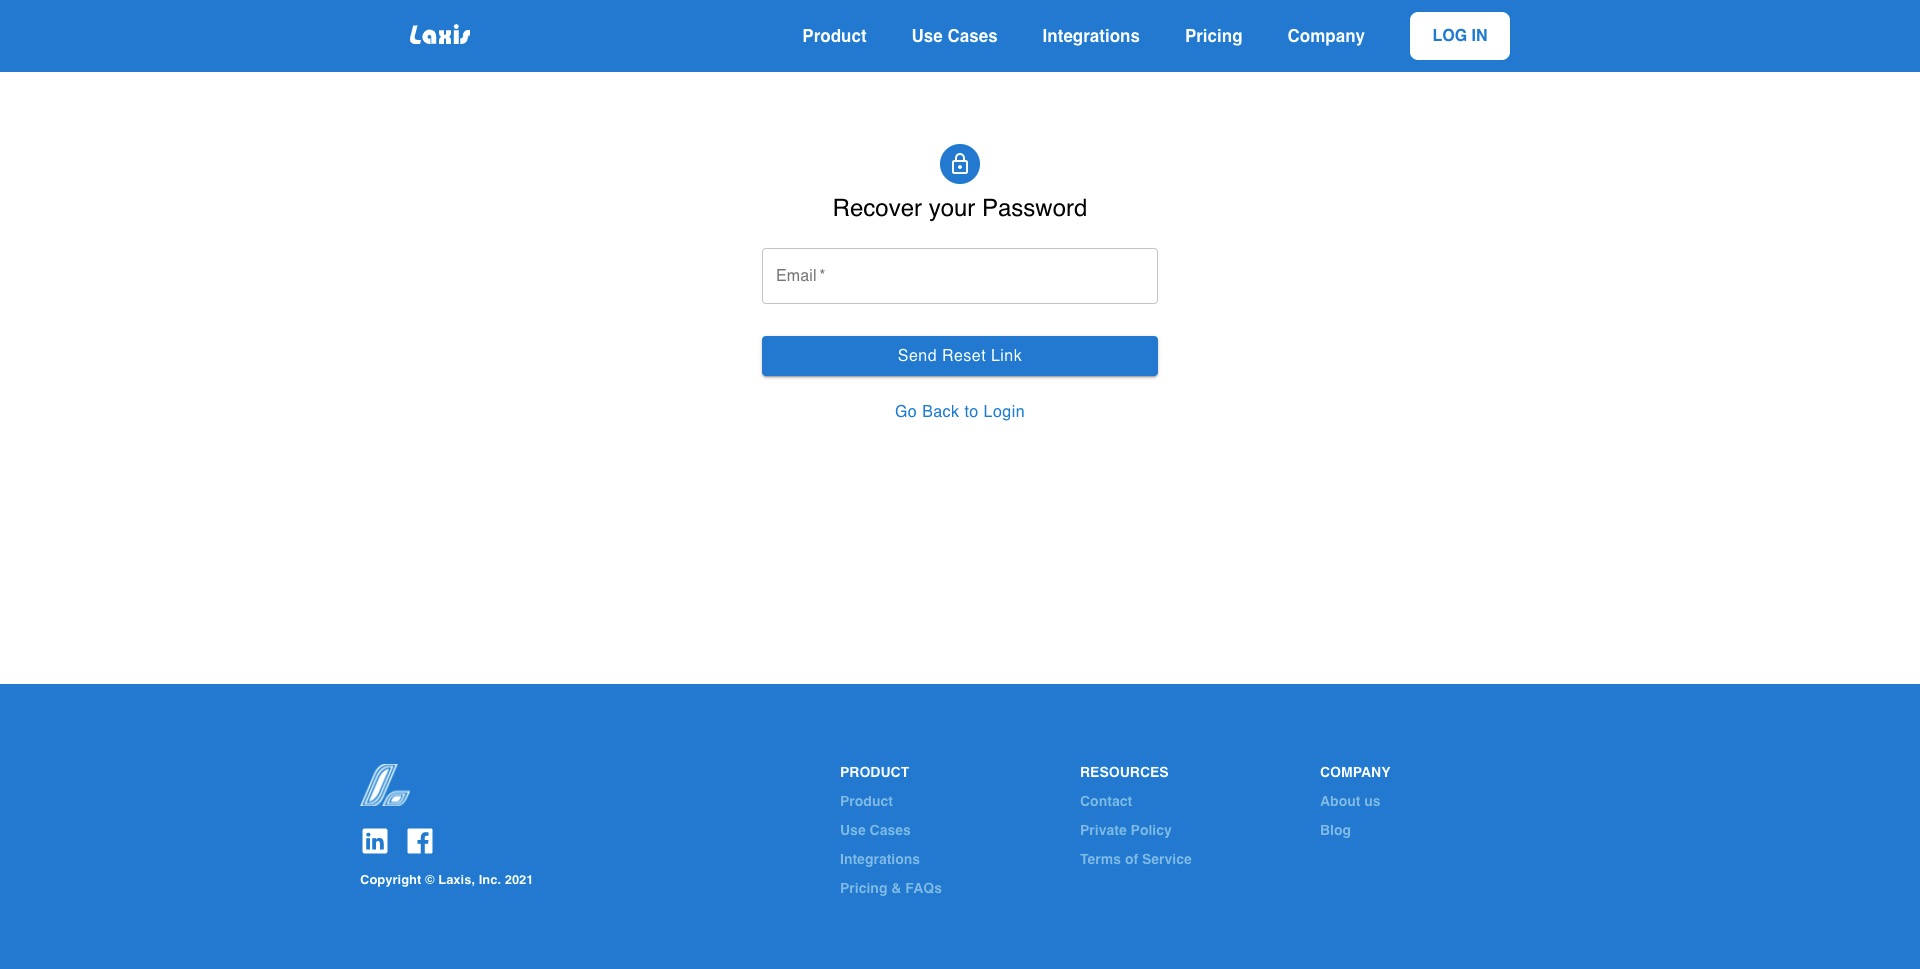 Laxis
Product Use Cases Integrations Pricing Company LOG IN
Recover your Password
Email *
Send Reset Link
Go Back to Login
Copyright © Laxis, Inc. 2021
PRODUCT
Product
Use Cases
Integrations
Pricing & FAQs
RESOURCES
Contact
Private Policy
Terms of Service
COMPANY
About us
Blog